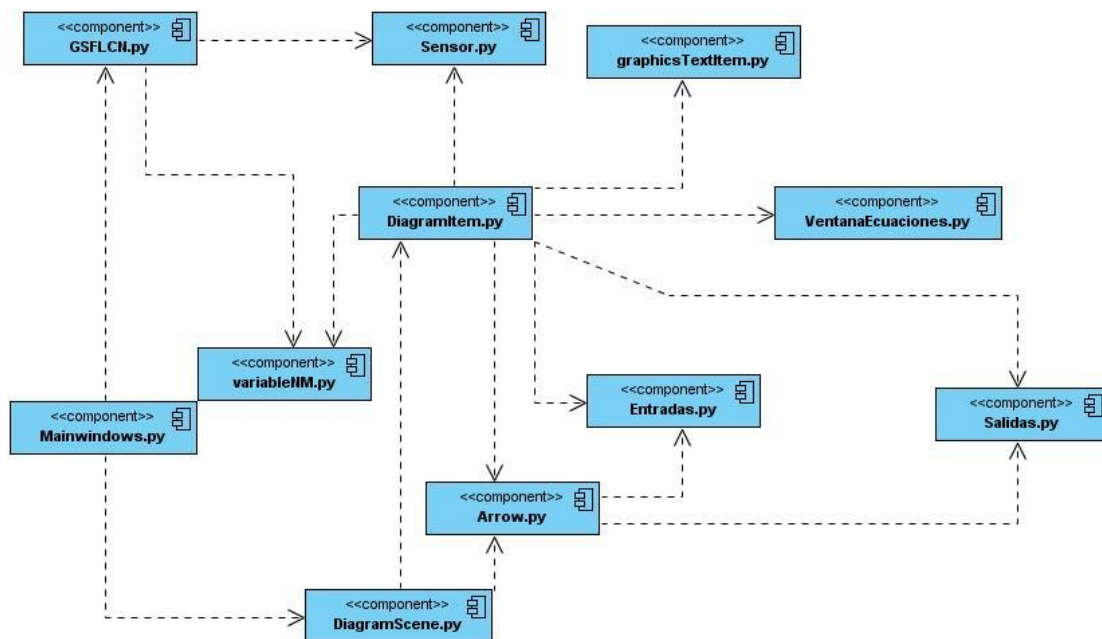 <<component>>
GSFLCN.py
<<component>>
Sensor.py
<<component>>
graphicsTextItem.py
<<component>>
DiagramItem.py
<<component>>
VentanaEcuaciones.py
<<component>>
variableNM.py
<<component>>
Entradas.py
<<component>>
Salidas.py
<<component>>
Mainwindows.py
<<component>>
Arrow.py
<<component>>
DiagramScene.py